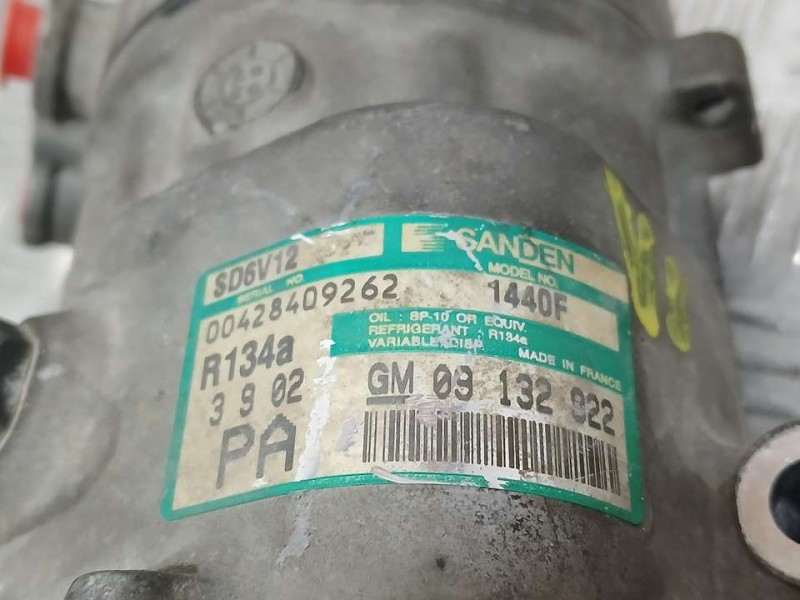 SD6V12
SANDEN
SERIAL NO.
MODEL NO.
00428409262
1440F
OIL : SP-10 OR EQUIV.
REFRIGERANT : R134a
VARIABLE DISP.
MADE IN FRANCE
R134a
3 9 02
GM 09 132 922
PA